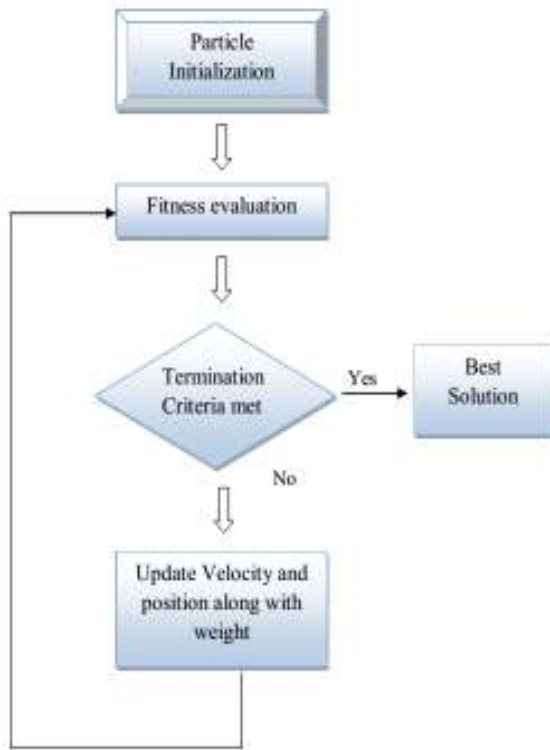 Particle
Initialization
Fitness evaluation
Termination
Criteria met
Yes
Best
Solution
No
Update Velocity and
position along with
weight